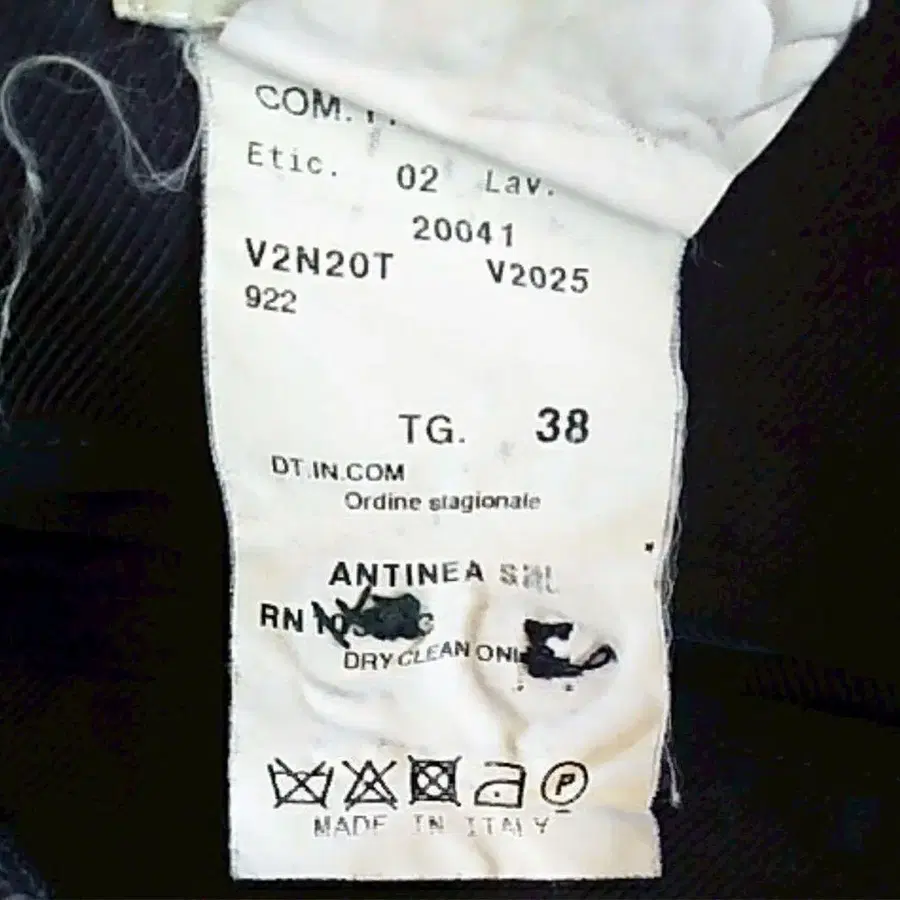 COM.
Etic. 02 Lav.
20041
V2N20T V2025
922
TG. 38
DT.IN.COM
Ordine stagionale
ANTINEA SRL
RN
DRY CLEAN
P
MADE IN ITALY